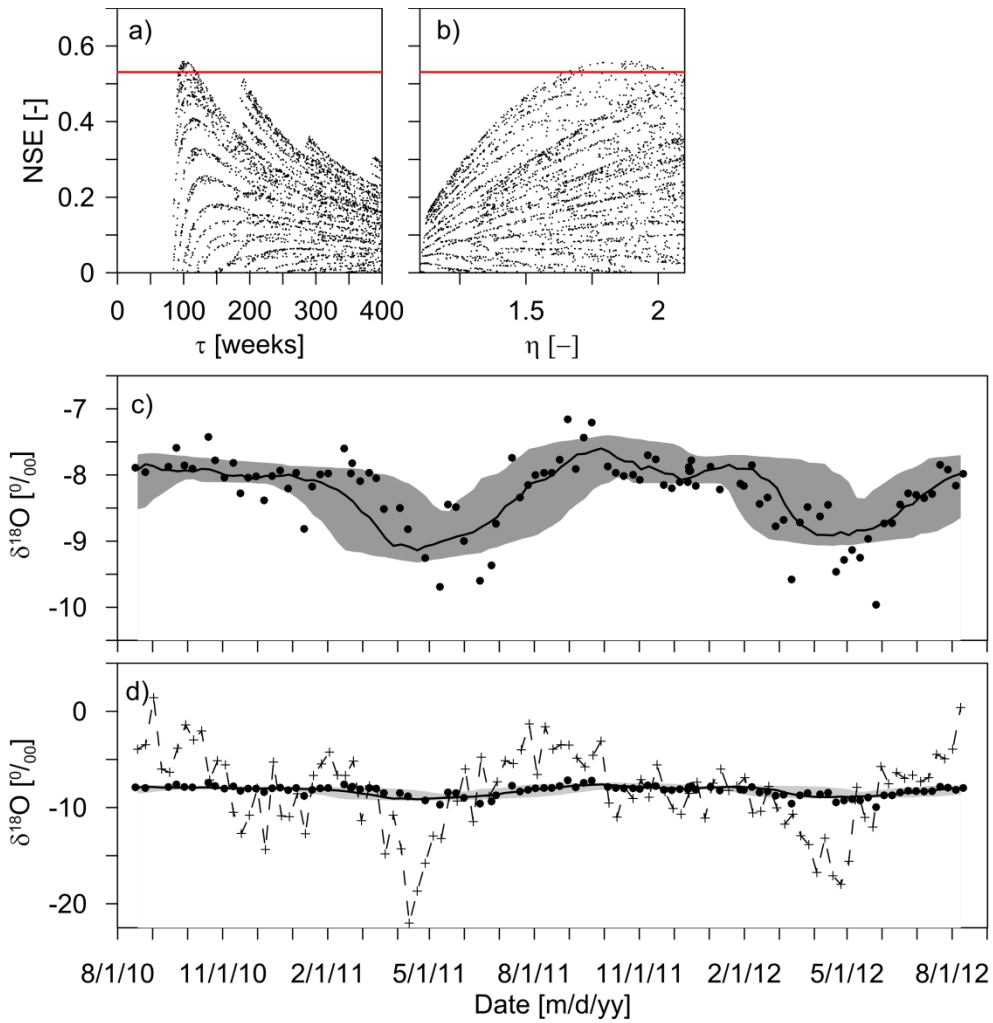 a)
b)
0.6
0.4
0.2
0
NSE [-]
0 100 200 300 400
τ [weeks]
1.5 2
η [–]
c)
-7
-8
-9
-10
δ18O [0/00]
d)
0
-10
-20
δ18O [0/00]
8/1/10 11/1/10 2/1/11 5/1/11 8/1/11 11/1/11 2/1/12 5/1/12 8/1/12
Date [m/d/yy]